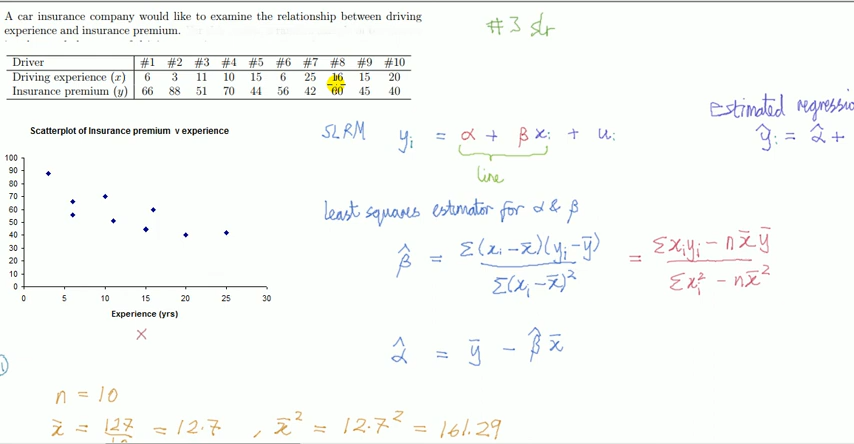 A car insurance company would like to examine the relationship between driving
experience and insurance premium.
#3 slr
Driver #1 #2 #3 #4 #5 #6 #7 #8 #9 #10
Driving experience (x) 6 3 11 10 15 6 25 16 15 20
Insurance premium (y) 66 88 51 70 44 56 42 60 45 40
estimated regressio
ŷi = α̂ +
SLRM yi = α + βxi + ui
line
Scatterplot of Insurance premium v experience
100
90
80
70
60
50
40
30
20
10
0
0 5 10 15 20 25 30
Experience (yrs)
X
least squares estimator for α & β
β̂ = Σ(xi - x̄)(yi - ȳ) / Σ(xi - x̄)² = Σxiyi - nx̄ȳ / Σxi² - nx̄²
α̂ = ȳ - β̂x̄
n = 10
x̄ = 127/10 = 12.7 , x̄² = 12.7² = 161.29